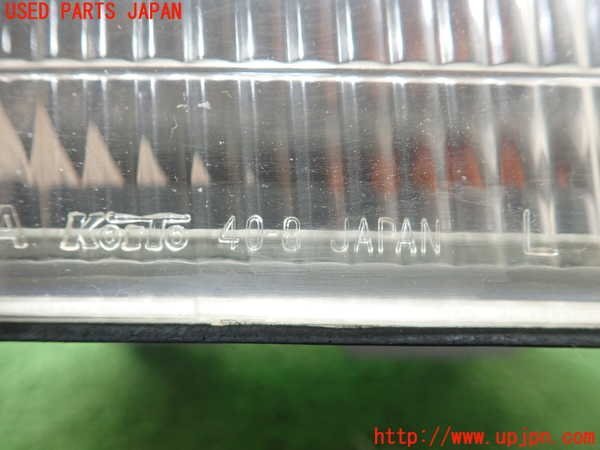 USED PARTS JAPAN
A KOITO 40-8 JAPAN L
http://www.upjpn.com/